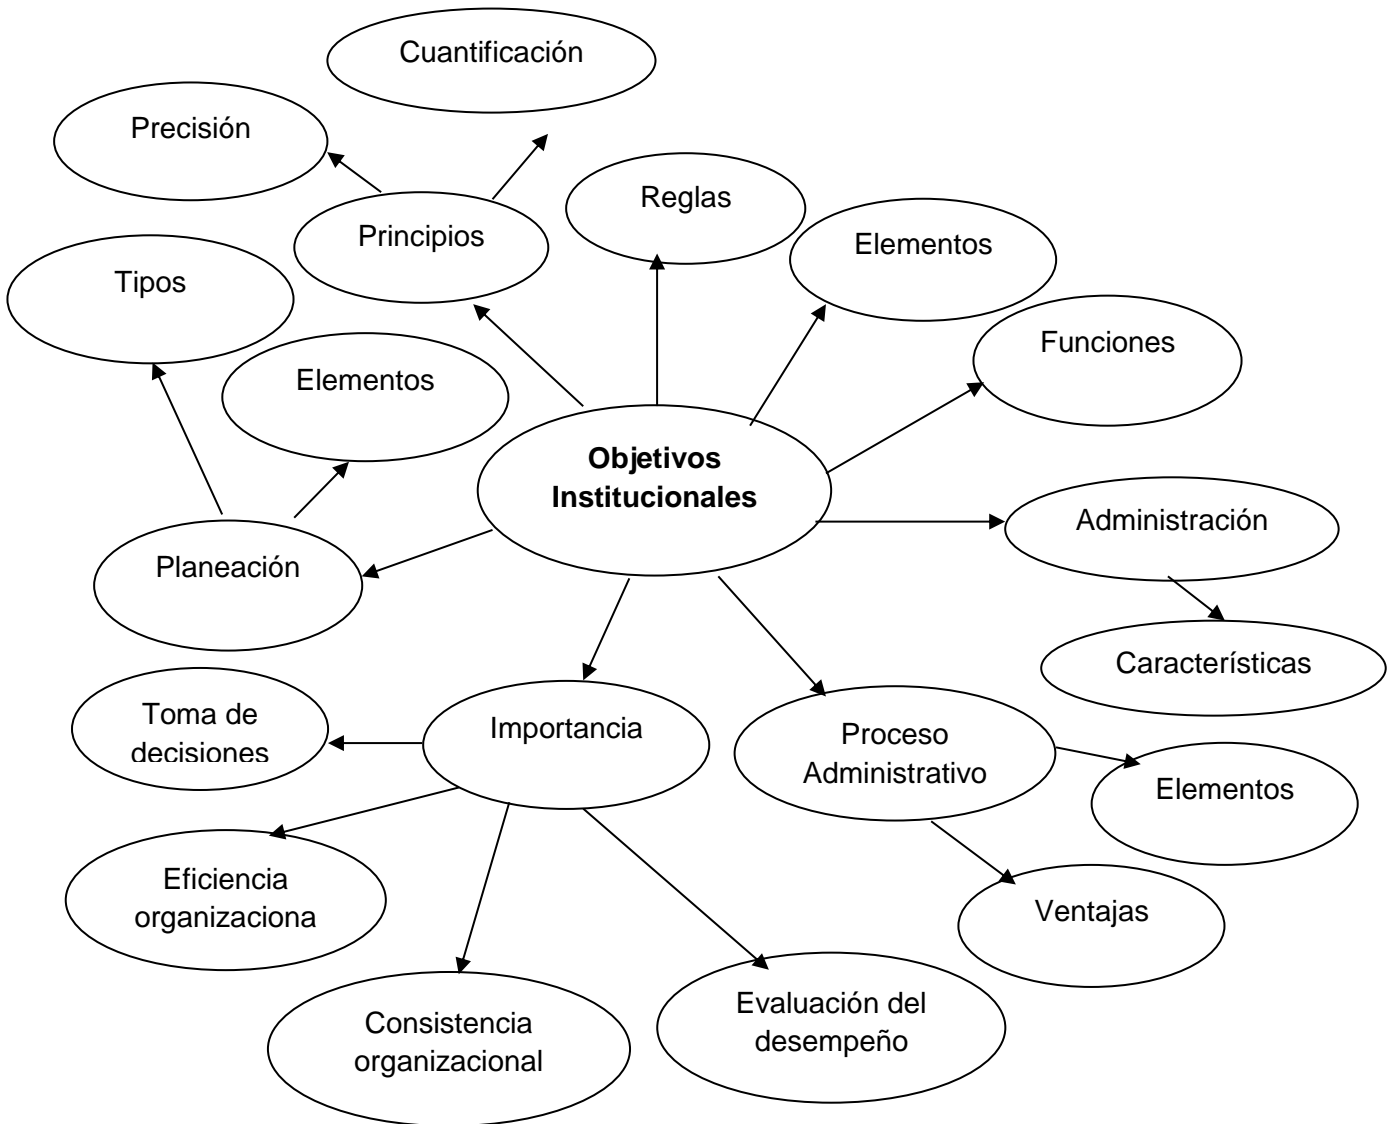 Cuantificación
Precisión
Reglas
Principios
Elementos
Tipos
Funciones
Elementos
Objetivos
Institucionales
Administración
Planeación
Características
Toma de
decisiones
Importancia
Proceso
Administrativo
Elementos
Eficiencia
organizaciona
Ventajas
Evaluación del
desempeño
Consistencia
organizacional